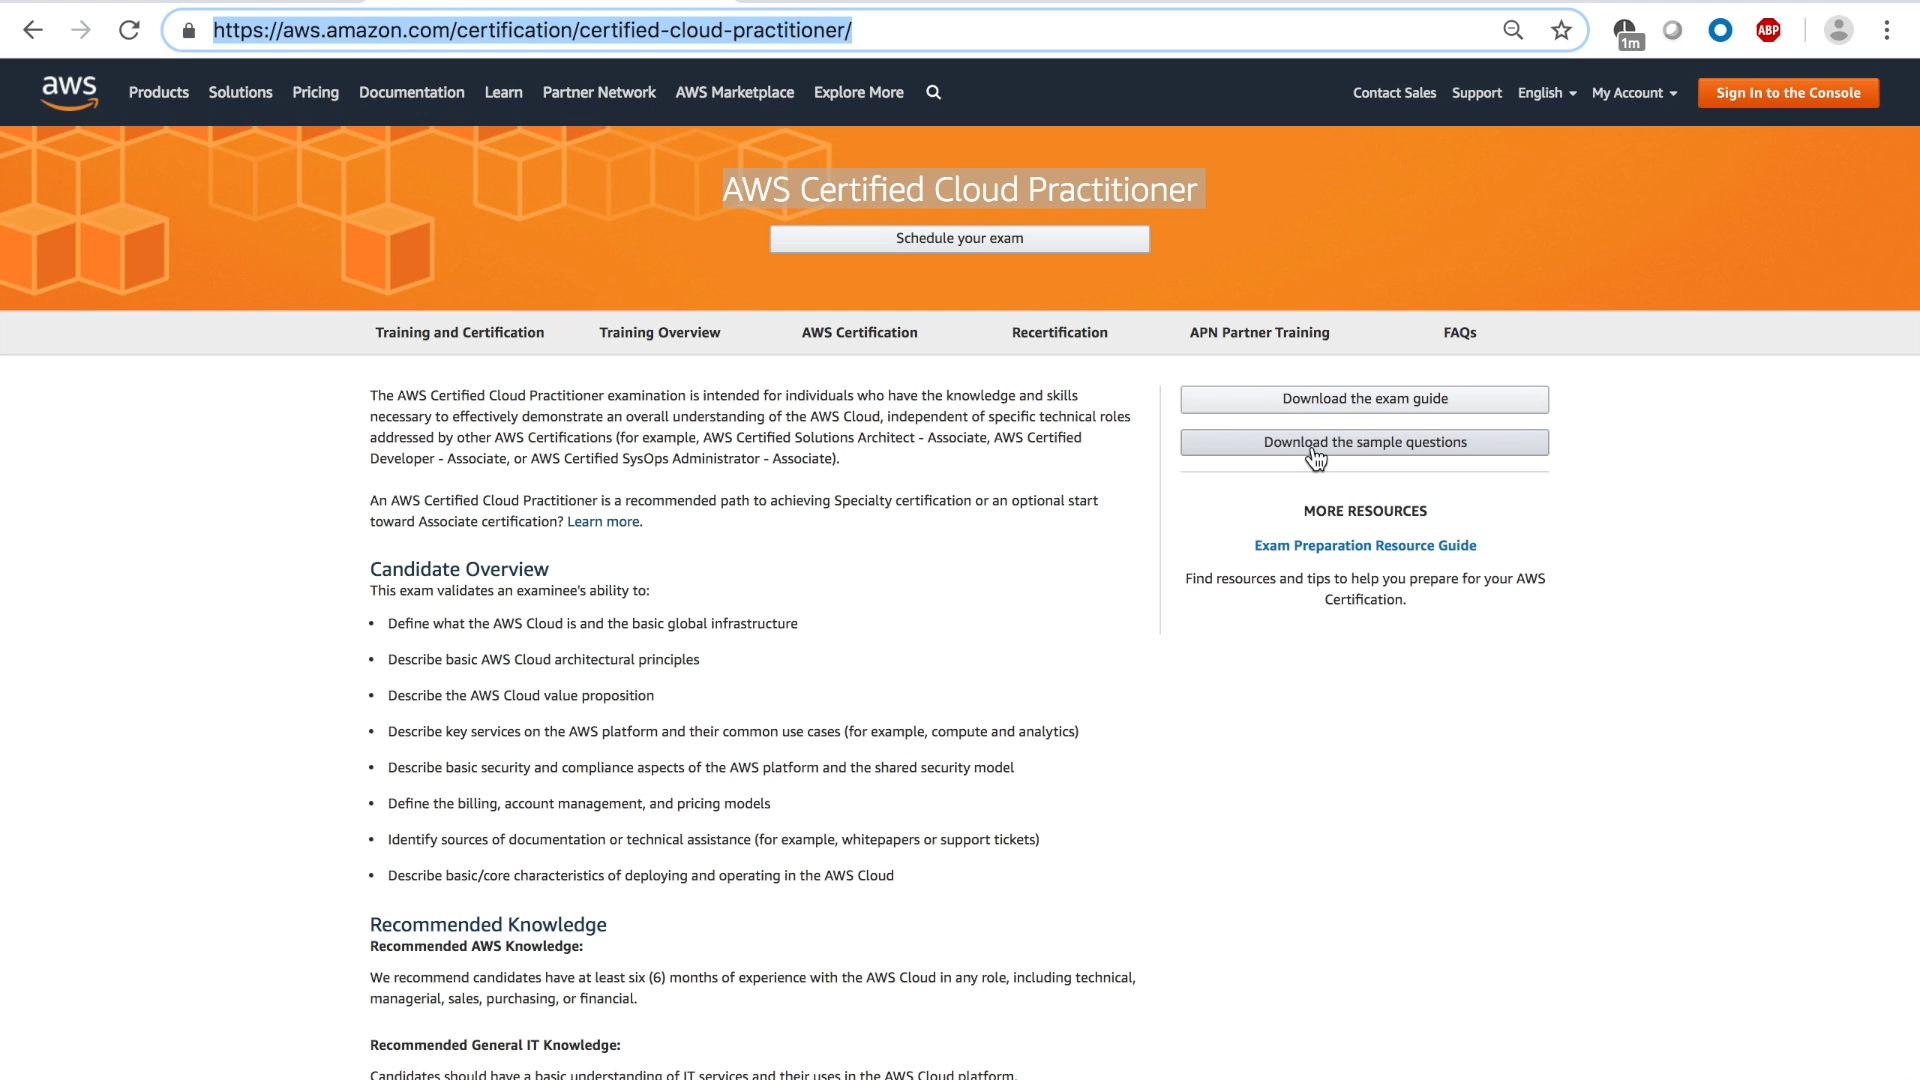 https://aws.amazon.com/certification/certified-cloud-practitioner/
1m
ABP
aws
Products Solutions Pricing Documentation Learn Partner Network AWS Marketplace Explore More
Contact Sales Support English My Account Sign In to the Console
AWS Certified Cloud Practitioner
Schedule your exam
Training and Certification Training Overview AWS Certification Recertification APN Partner Training FAQs
The AWS Certified Cloud Practitioner examination is intended for individuals who have the knowledge and skills
necessary to effectively demonstrate an overall understanding of the AWS Cloud, independent of specific technical roles
addressed by other AWS Certifications (for example, AWS Certified Solutions Architect - Associate, AWS Certified
Developer - Associate, or AWS Certified SysOps Administrator - Associate).
An AWS Certified Cloud Practitioner is a recommended path to achieving Specialty certification or an optional start
toward Associate certification? Learn more.
Candidate Overview
This exam validates an examinee's ability to:
• Define what the AWS Cloud is and the basic global infrastructure
• Describe basic AWS Cloud architectural principles
• Describe the AWS Cloud value proposition
• Describe key services on the AWS platform and their common use cases (for example, compute and analytics)
• Describe basic security and compliance aspects of the AWS platform and the shared security model
• Define the billing, account management, and pricing models
• Identify sources of documentation or technical assistance (for example, whitepapers or support tickets)
• Describe basic/core characteristics of deploying and operating in the AWS Cloud
Recommended Knowledge
Recommended AWS Knowledge:
We recommend candidates have at least six (6) months of experience with the AWS Cloud in any role, including technical,
managerial, sales, purchasing, or financial.
Recommended General IT Knowledge:
Candidates should have a basic understanding of IT services and their uses in the AWS Cloud platform.
Download the exam guide
Download the sample questions
MORE RESOURCES
Exam Preparation Resource Guide
Find resources and tips to help you prepare for your AWS
Certification.